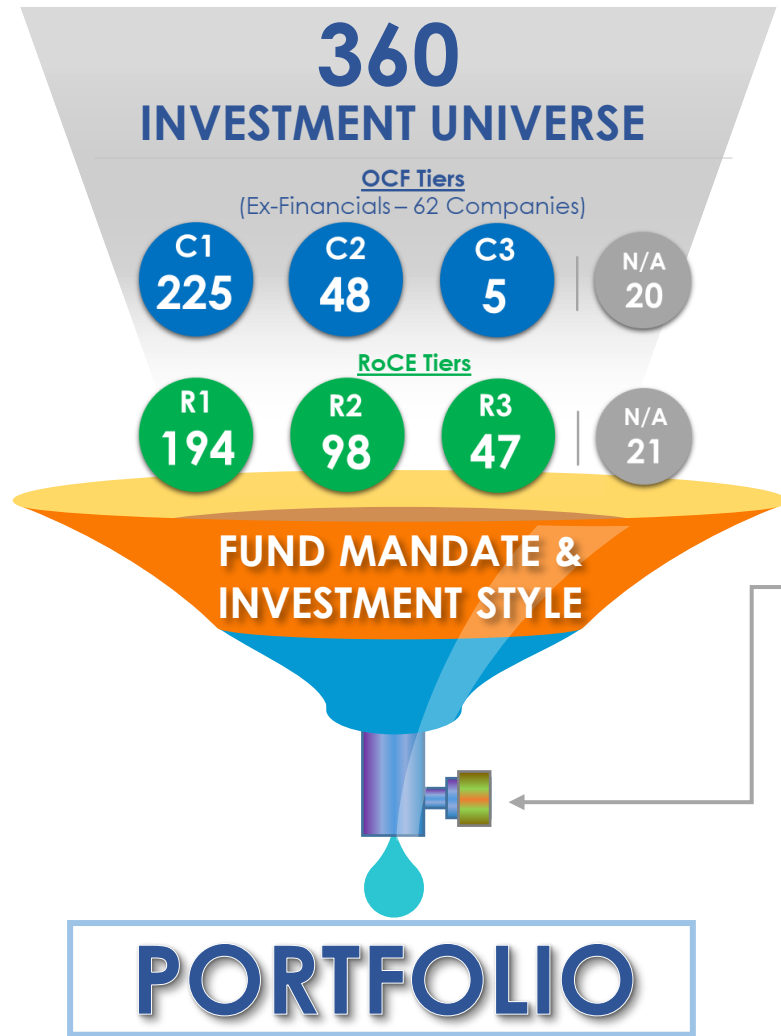 360
INVESTMENT UNIVERSE
OCF Tiers
(Ex-Financials – 62 Companies)
C1 C2 C3 N/A
225 48 5 20
RoCE Tiers
R1 R2 R3 N/A
194 98 47 21
FUND MANDATE &
INVESTMENT STYLE
PORTFOLIO